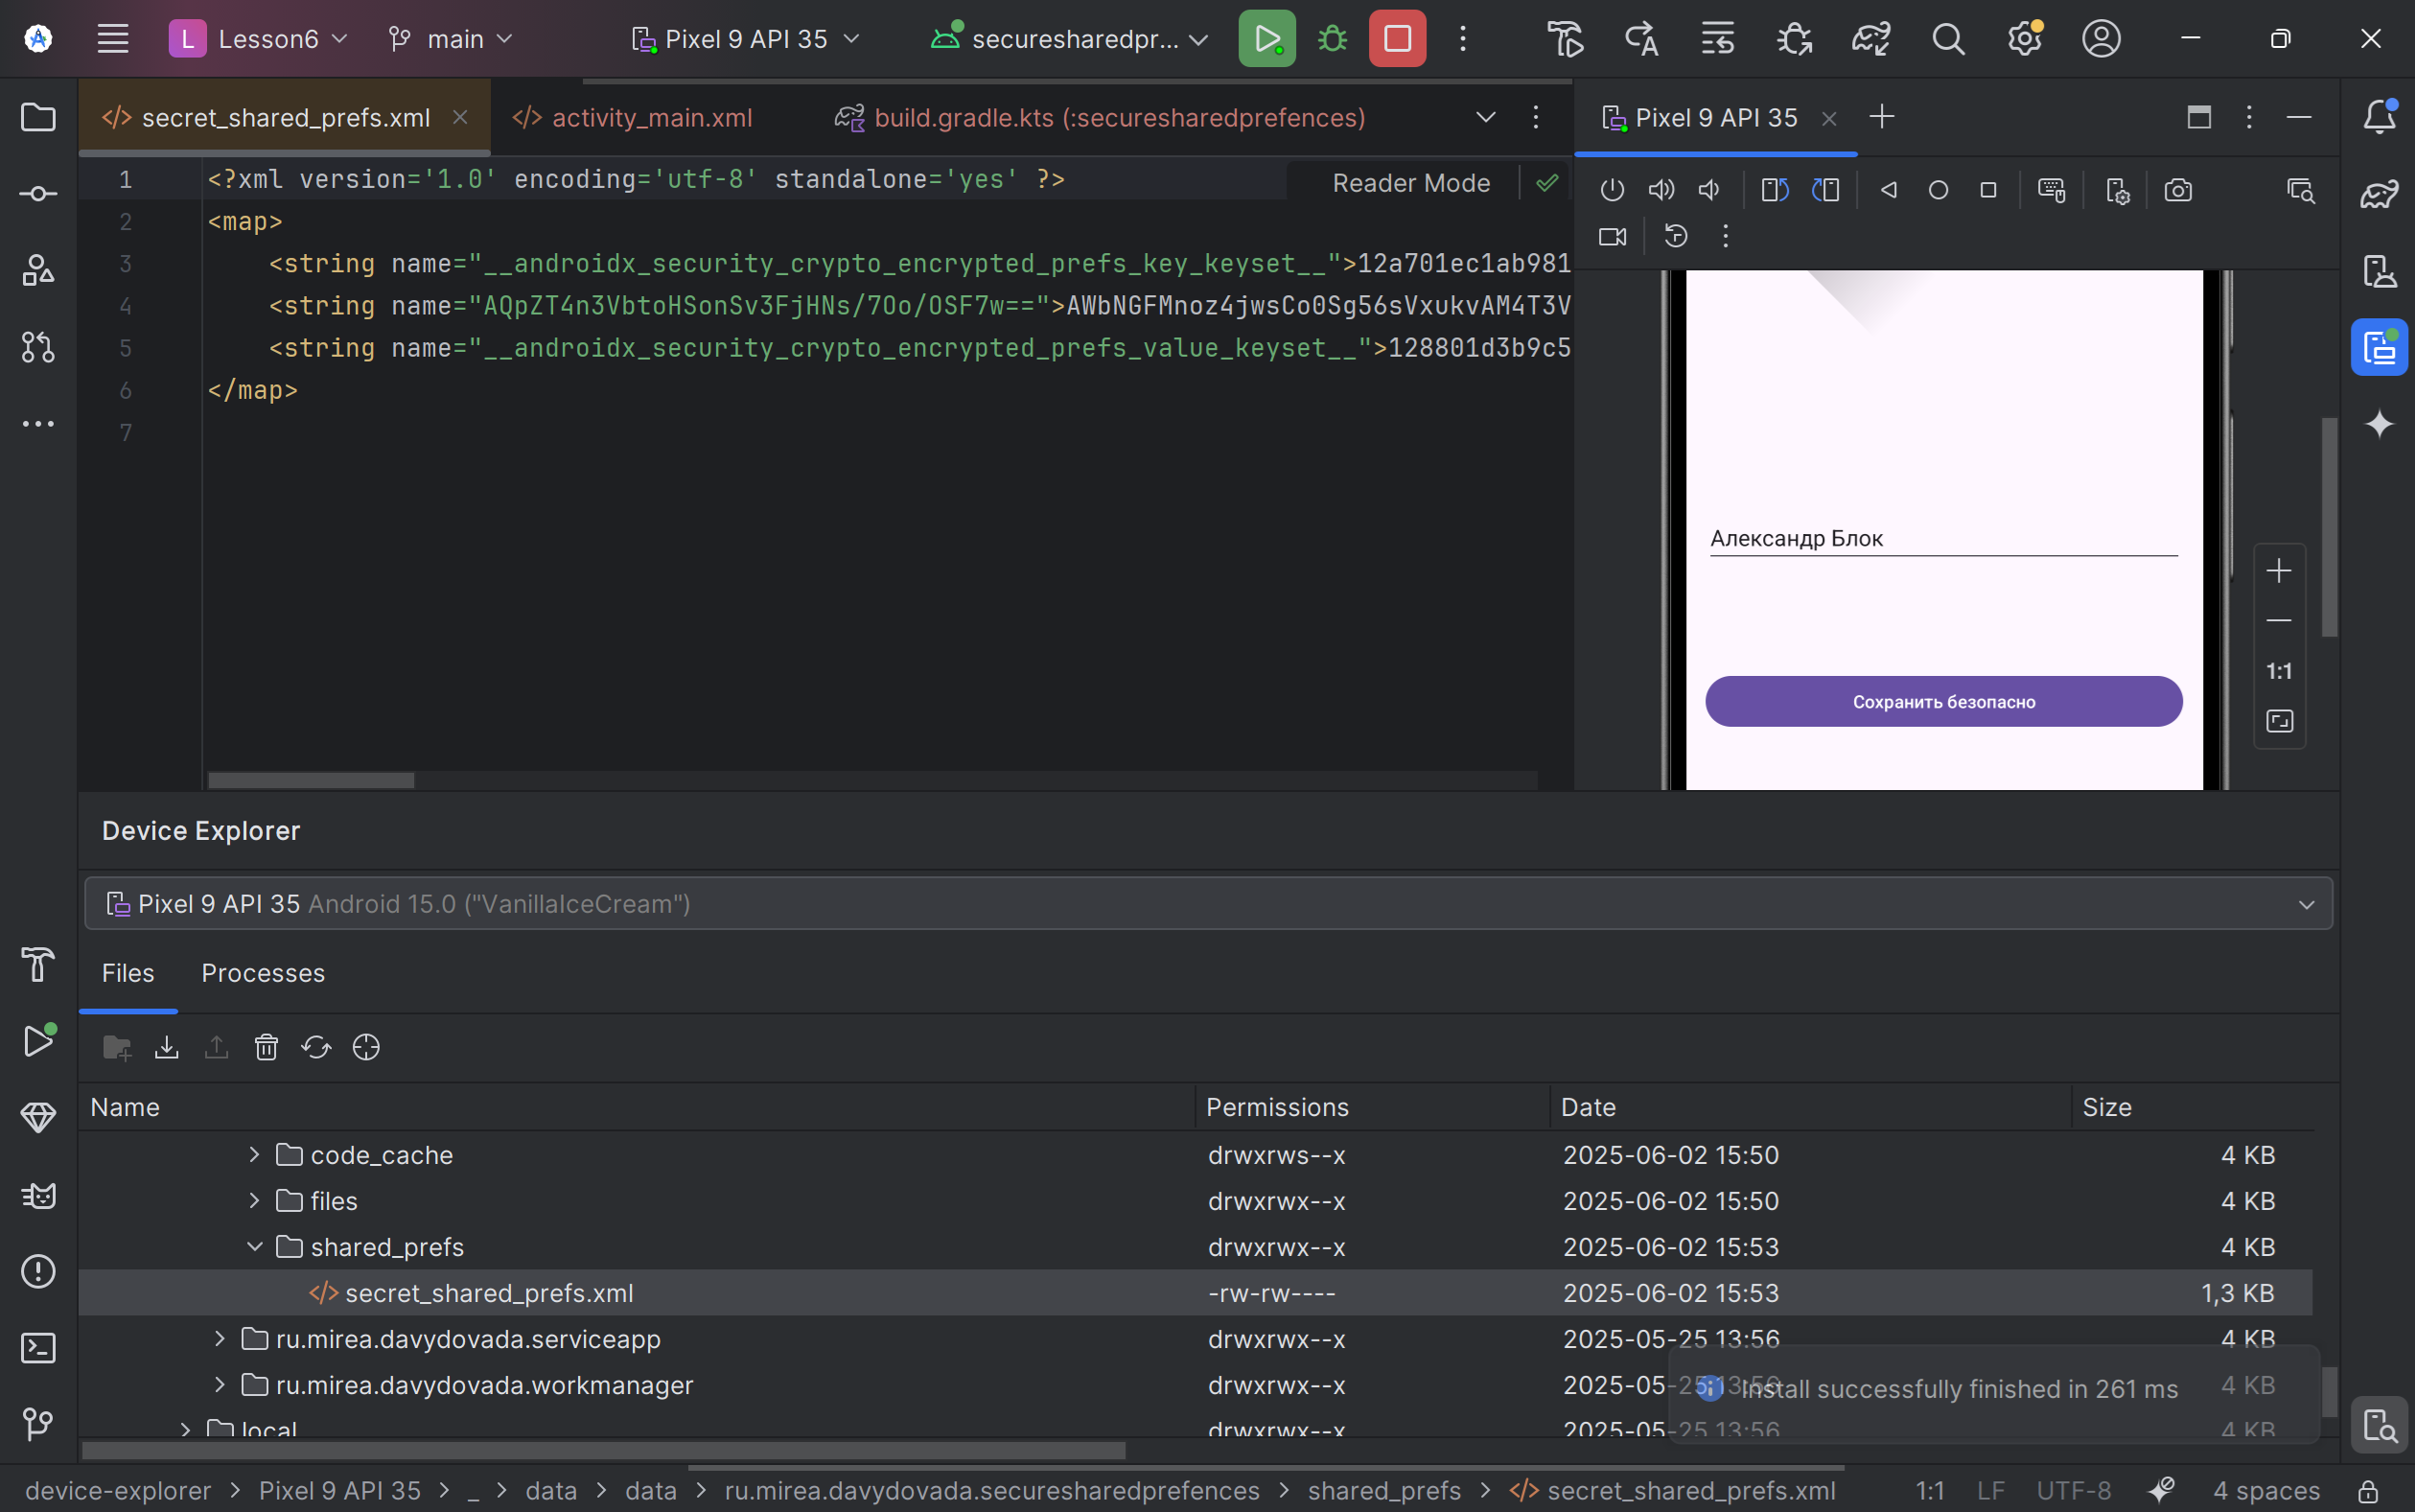 L Lesson6 main Pixel 9 API 35 securesharedpr...
secret_shared_prefs.xml activity_main.xml build.gradle.kts (:securesharedprefences) Pixel 9 API 35
1 <?xml version='1.0' encoding='utf-8' standalone='yes' ?> Reader Mode
2 <map>
3 <string name="__androidx_security_crypto_encrypted_prefs_key_keyset__">12a701ec1ab981
4 <string name="AQpZT4n3VbtoHSonSv3FjHNs/7Oo/OSF7w==">AWbNGFMnoz4jwsCo0Sg56sVxukvAM4T3V
5 <string name="__androidx_security_crypto_encrypted_prefs_value_keyset__">128801d3b9c5
6 </map>
7
Александр Блок
1:1
Сохранить безопасно
Device Explorer
Pixel 9 API 35 Android 15.0 ("VanillaIceCream")
Files Processes
Name Permissions Date Size
code_cache drwxrws--x 2025-06-02 15:50 4 KB
files drwxrwx--x 2025-06-02 15:50 4 KB
shared_prefs drwxrwx--x 2025-06-02 15:53 4 KB
secret_shared_prefs.xml -rw-rw---- 2025-06-02 15:53 1,3 KB
ru.mirea.davydovada.serviceapp drwxrwx--x 2025-05-25 13:56 4 KB
ru.mirea.davydovada.workmanager drwxrwx--x 2025-05-25 13:56 4 KB
Install successfully finished in 261 ms
local drwxrwx--x 2025-05-25 13:56 4 KB
device-explorer > Pixel 9 API 35 > _ > data > data > ru.mirea.davydovada.securesharedprefences > shared_prefs > secret_shared_prefs.xml 1:1 LF UTF-8 4 spaces